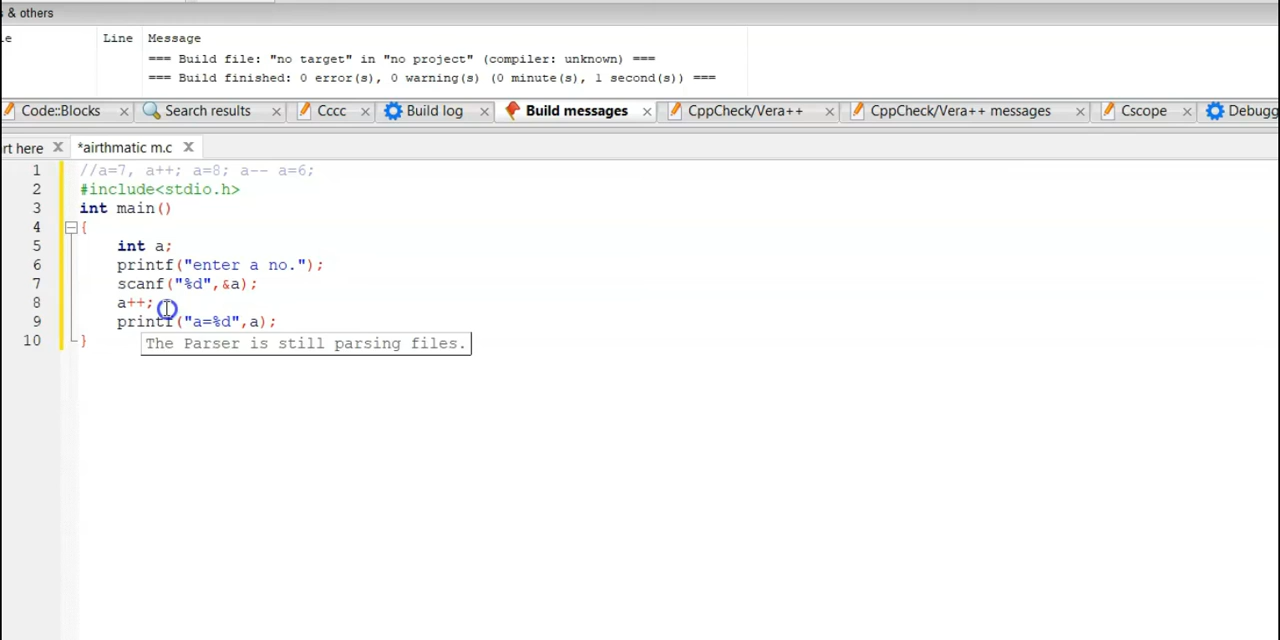 s & others
le Line Message
=== Build file: "no target" in "no project" (compiler: unknown) ===
=== Build finished: 0 error(s), 0 warning(s) (0 minute(s), 1 second(s)) ===
Code::Blocks Search results Cccc Build log Build messages CppCheck/Vera++ CppCheck/Vera++ messages Cscope Debugg
rt here *airthmatic m.c
1 //a=7, a++; a=8; a-- a=6;
2 #include<stdio.h>
3 int main()
4 {
5 int a;
6 printf("enter a no.");
7 scanf("%d",&a);
8 a++;
9 printf("a=%d",a);
10 }
The Parser is still parsing files.